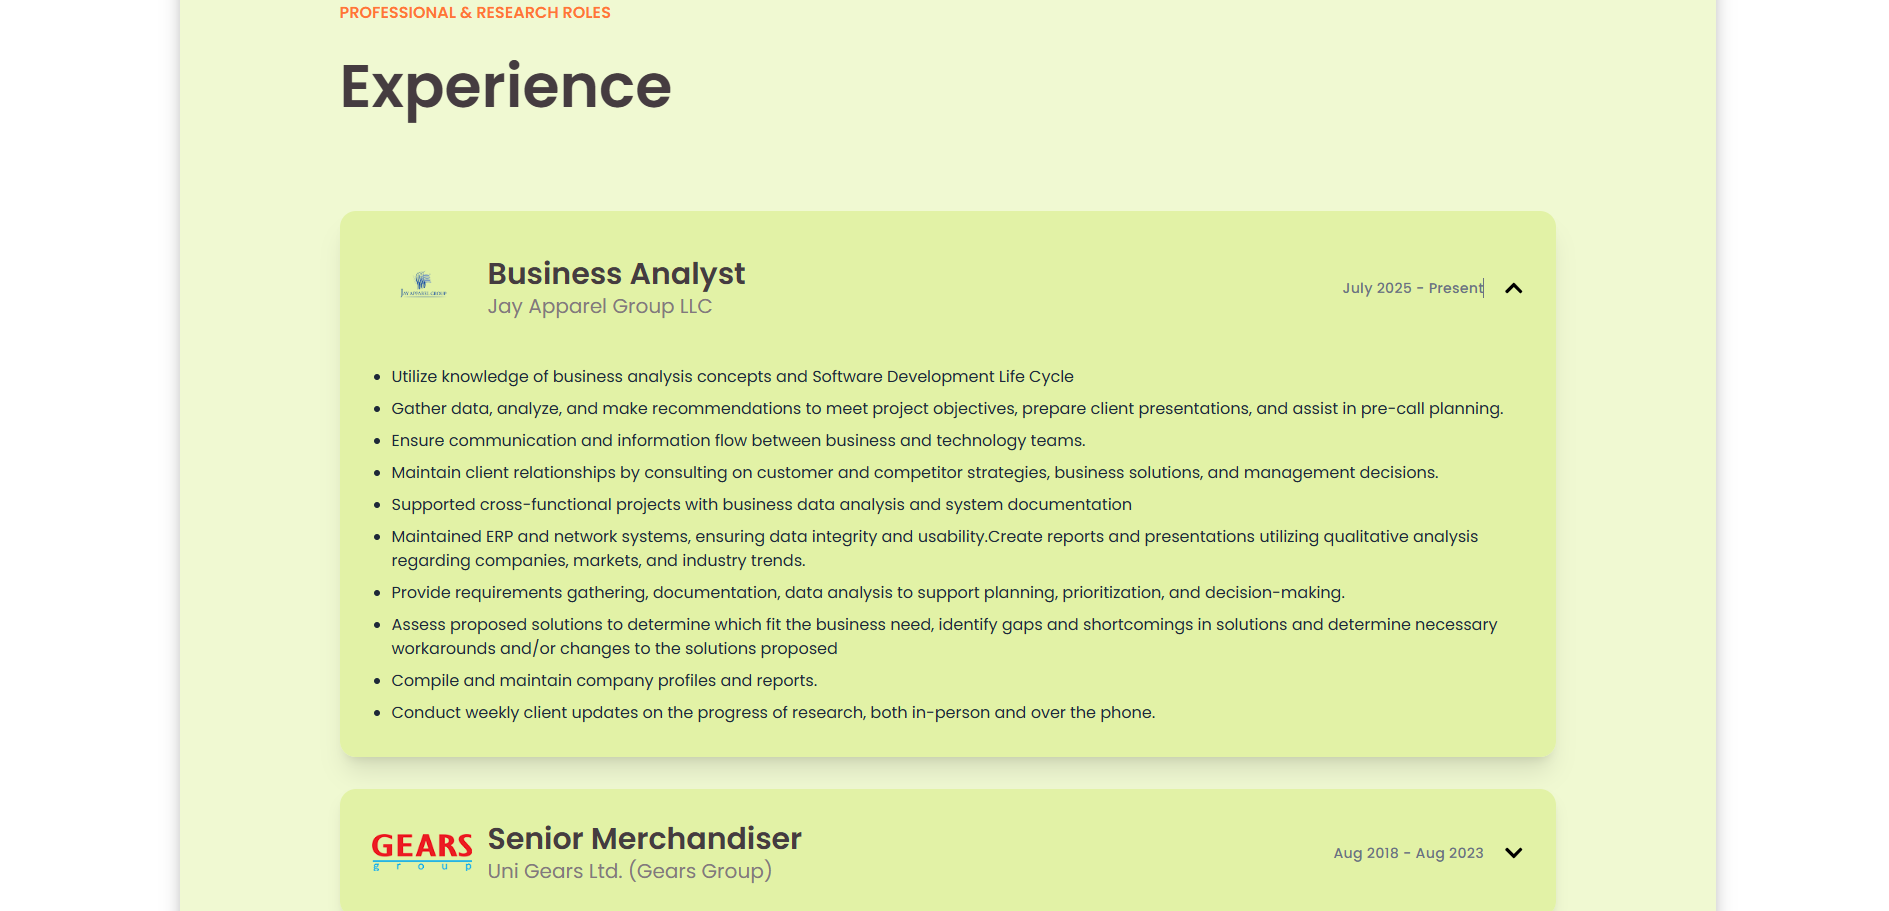 PROFESSIONAL & RESEARCH ROLES
Experience
JAY APPAREL GROUP
Business Analyst
Jay Apparel Group LLC
July 2025 - Present
• Utilize knowledge of business analysis concepts and Software Development Life Cycle
• Gather data, analyze, and make recommendations to meet project objectives, prepare client presentations, and assist in pre-call planning.
• Ensure communication and information flow between business and technology teams.
• Maintain client relationships by consulting on customer and competitor strategies, business solutions, and management decisions.
• Supported cross-functional projects with business data analysis and system documentation
• Maintained ERP and network systems, ensuring data integrity and usability.Create reports and presentations utilizing qualitative analysis
regarding companies, markets, and industry trends.
• Provide requirements gathering, documentation, data analysis to support planning, prioritization, and decision-making.
• Assess proposed solutions to determine which fit the business need, identify gaps and shortcomings in solutions and determine necessary
workarounds and/or changes to the solutions proposed
• Compile and maintain company profiles and reports.
• Conduct weekly client updates on the progress of research, both in-person and over the phone.
GEARS
group
Senior Merchandiser
Uni Gears Ltd. (Gears Group)
Aug 2018 - Aug 2023